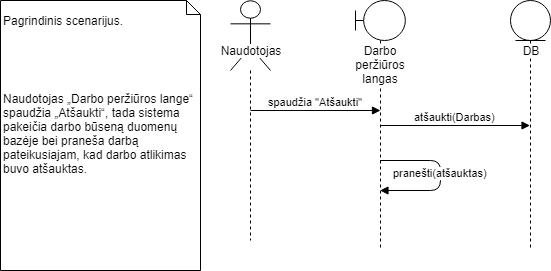 Pagrindinis scenarijus.
Naudotojas „Darbo peržiūros lange“
spaudžia „Atšaukti“, tada sistema
pakeičia darbo būseną duomenų
bazėje bei praneša darbą
pateikusiajam, kad darbo atlikimas
buvo atšauktas.
Naudotojas
Darbo
peržiūros
langas
DB
spaudžia "Atšaukti"
atšaukti(Darbas)
pranešti(atšauktas)